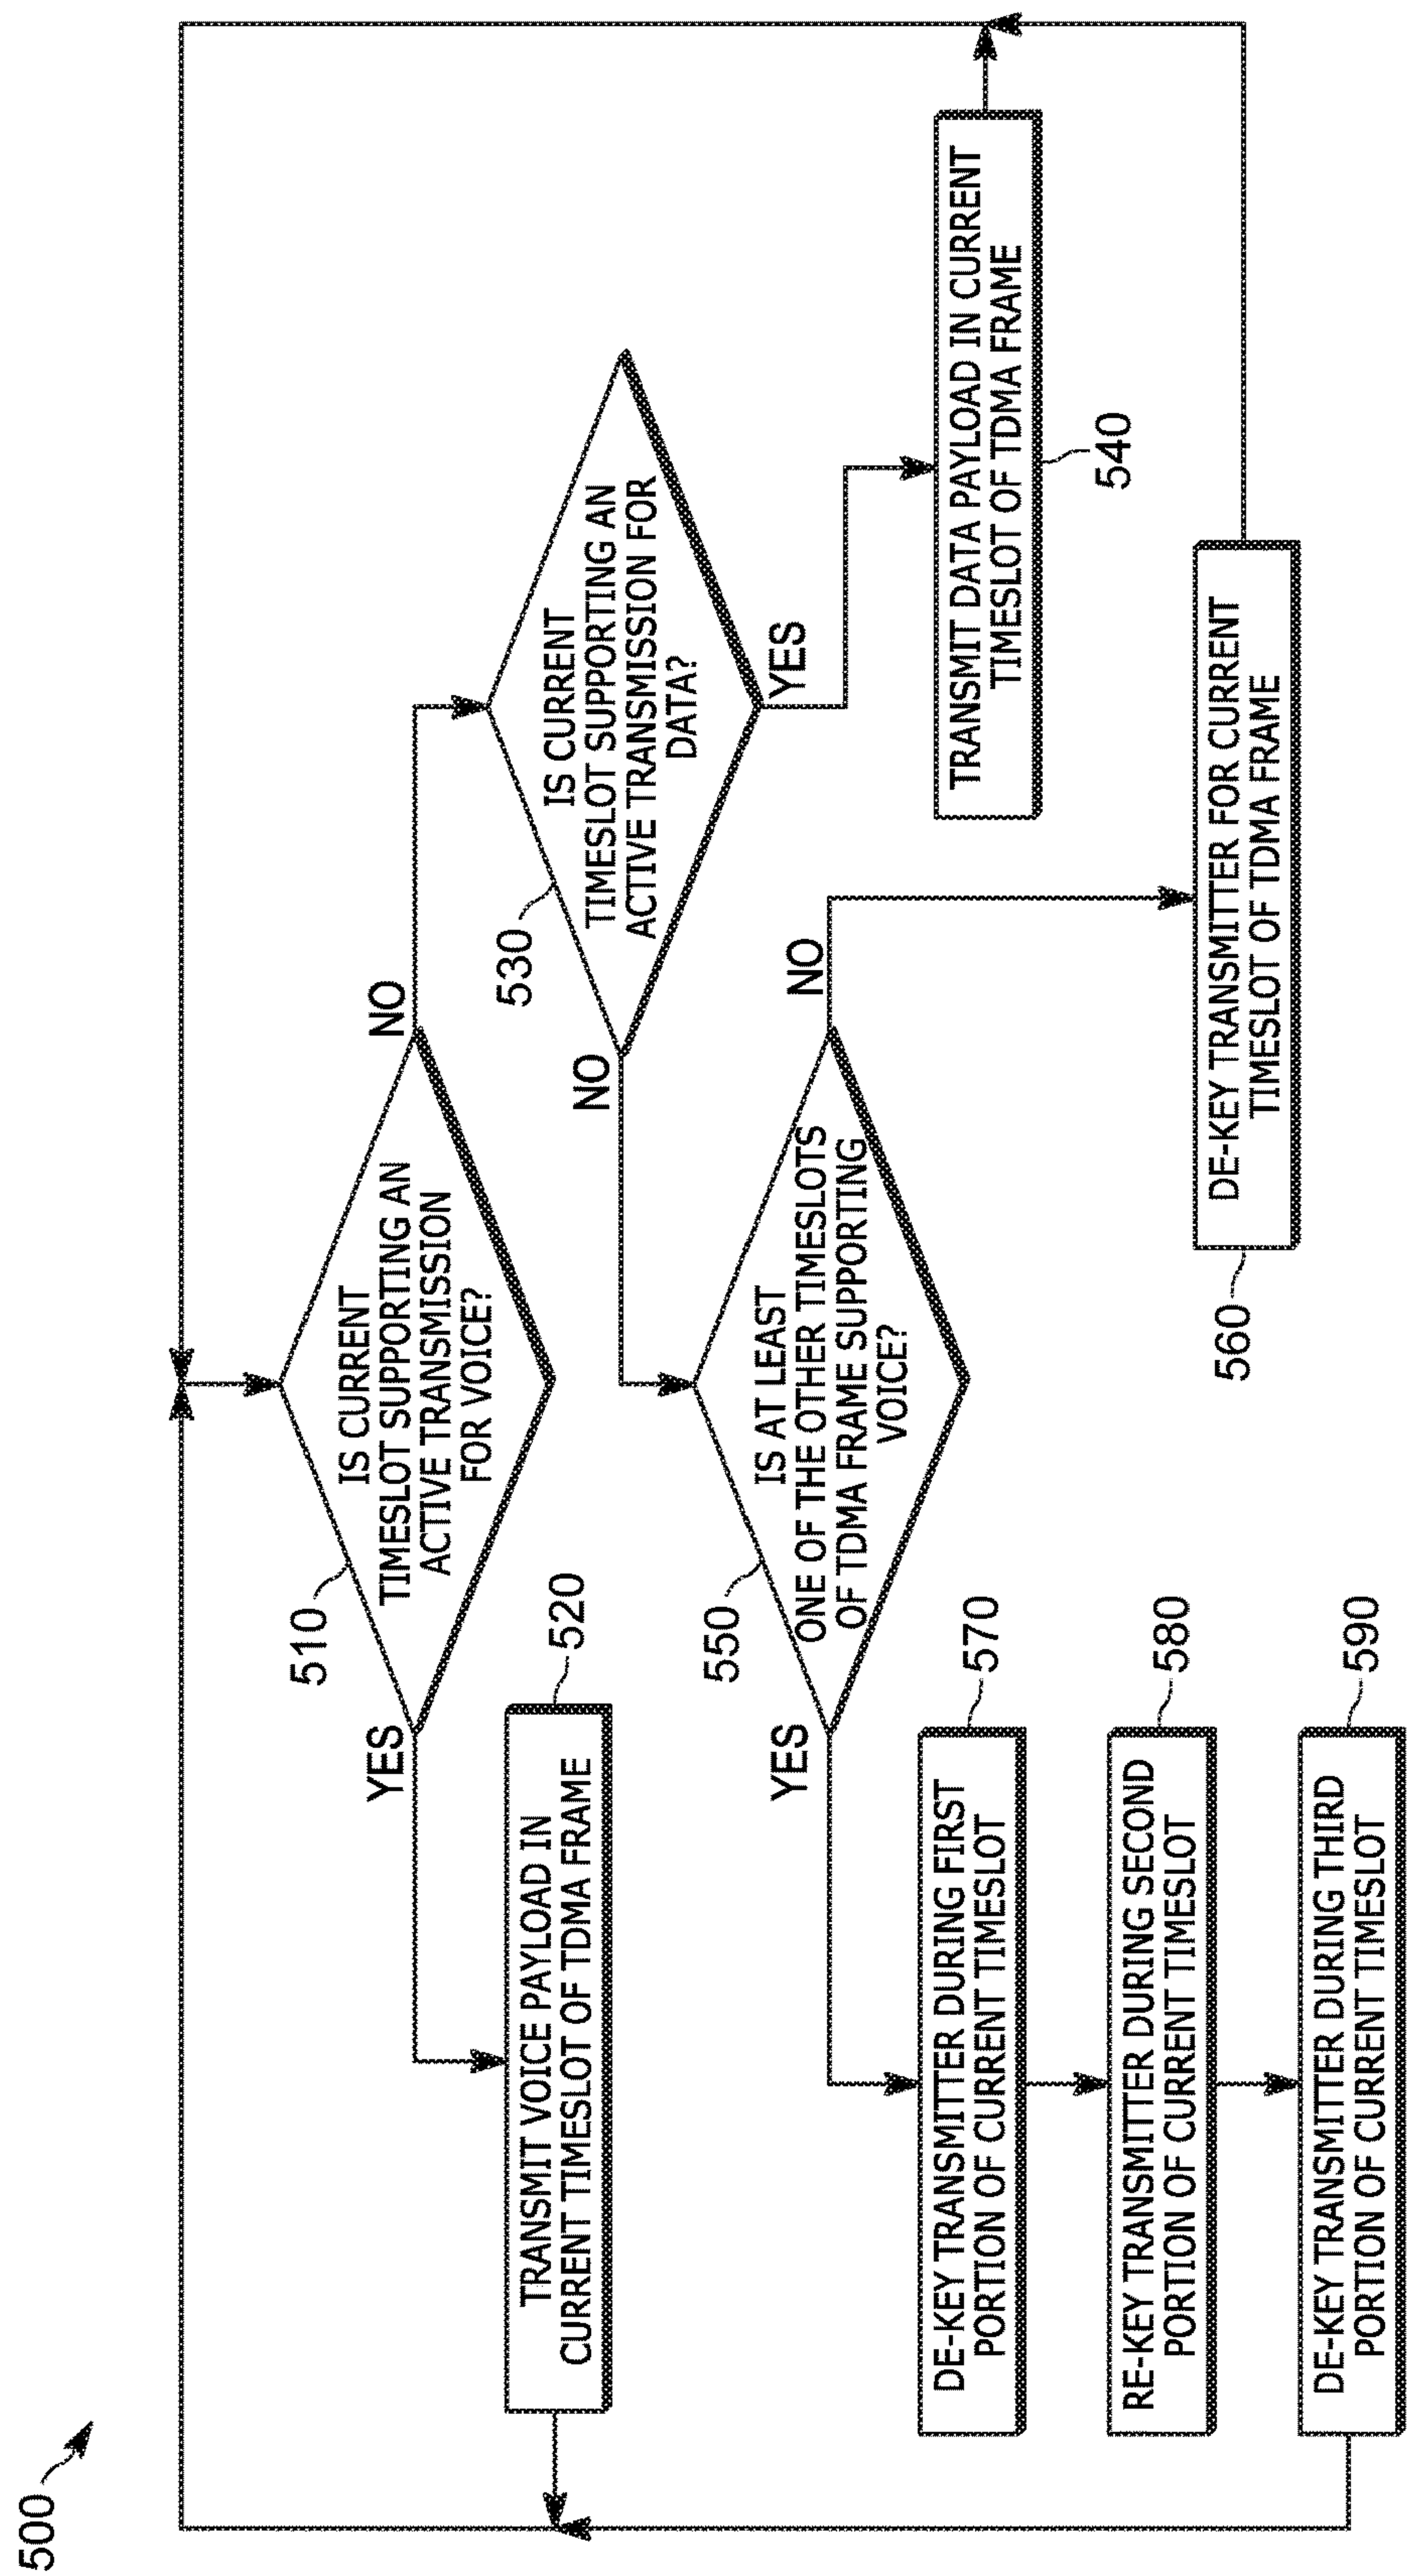 500
510
IS CURRENT
TIMESLOT SUPPORTING AN
ACTIVE TRANSMISSION
FOR VOICE?
YES
NO
TRANSMIT VOICE PAYLOAD IN
CURRENT TIMESLOT OF TDMA FRAME
520
530
IS CURRENT
TIMESLOT SUPPORTING AN
ACTIVE TRANSMISSION FOR
DATA?
NO
YES
TRANSMIT DATA PAYLOAD IN CURRENT
TIMESLOT OF TDMA FRAME
540
550
IS AT LEAST
ONE OF THE OTHER TIMESLOTS
OF TDMA FRAME SUPPORTING
VOICE?
YES
NO
DE-KEY TRANSMITTER FOR CURRENT
TIMESLOT OF TDMA FRAME
560
DE-KEY TRANSMITTER DURING FIRST
PORTION OF CURRENT TIMESLOT
570
RE-KEY TRANSMITTER DURING SECOND
PORTION OF CURRENT TIMESLOT
580
DE-KEY TRANSMITTER DURING THIRD
PORTION OF CURRENT TIMESLOT
590